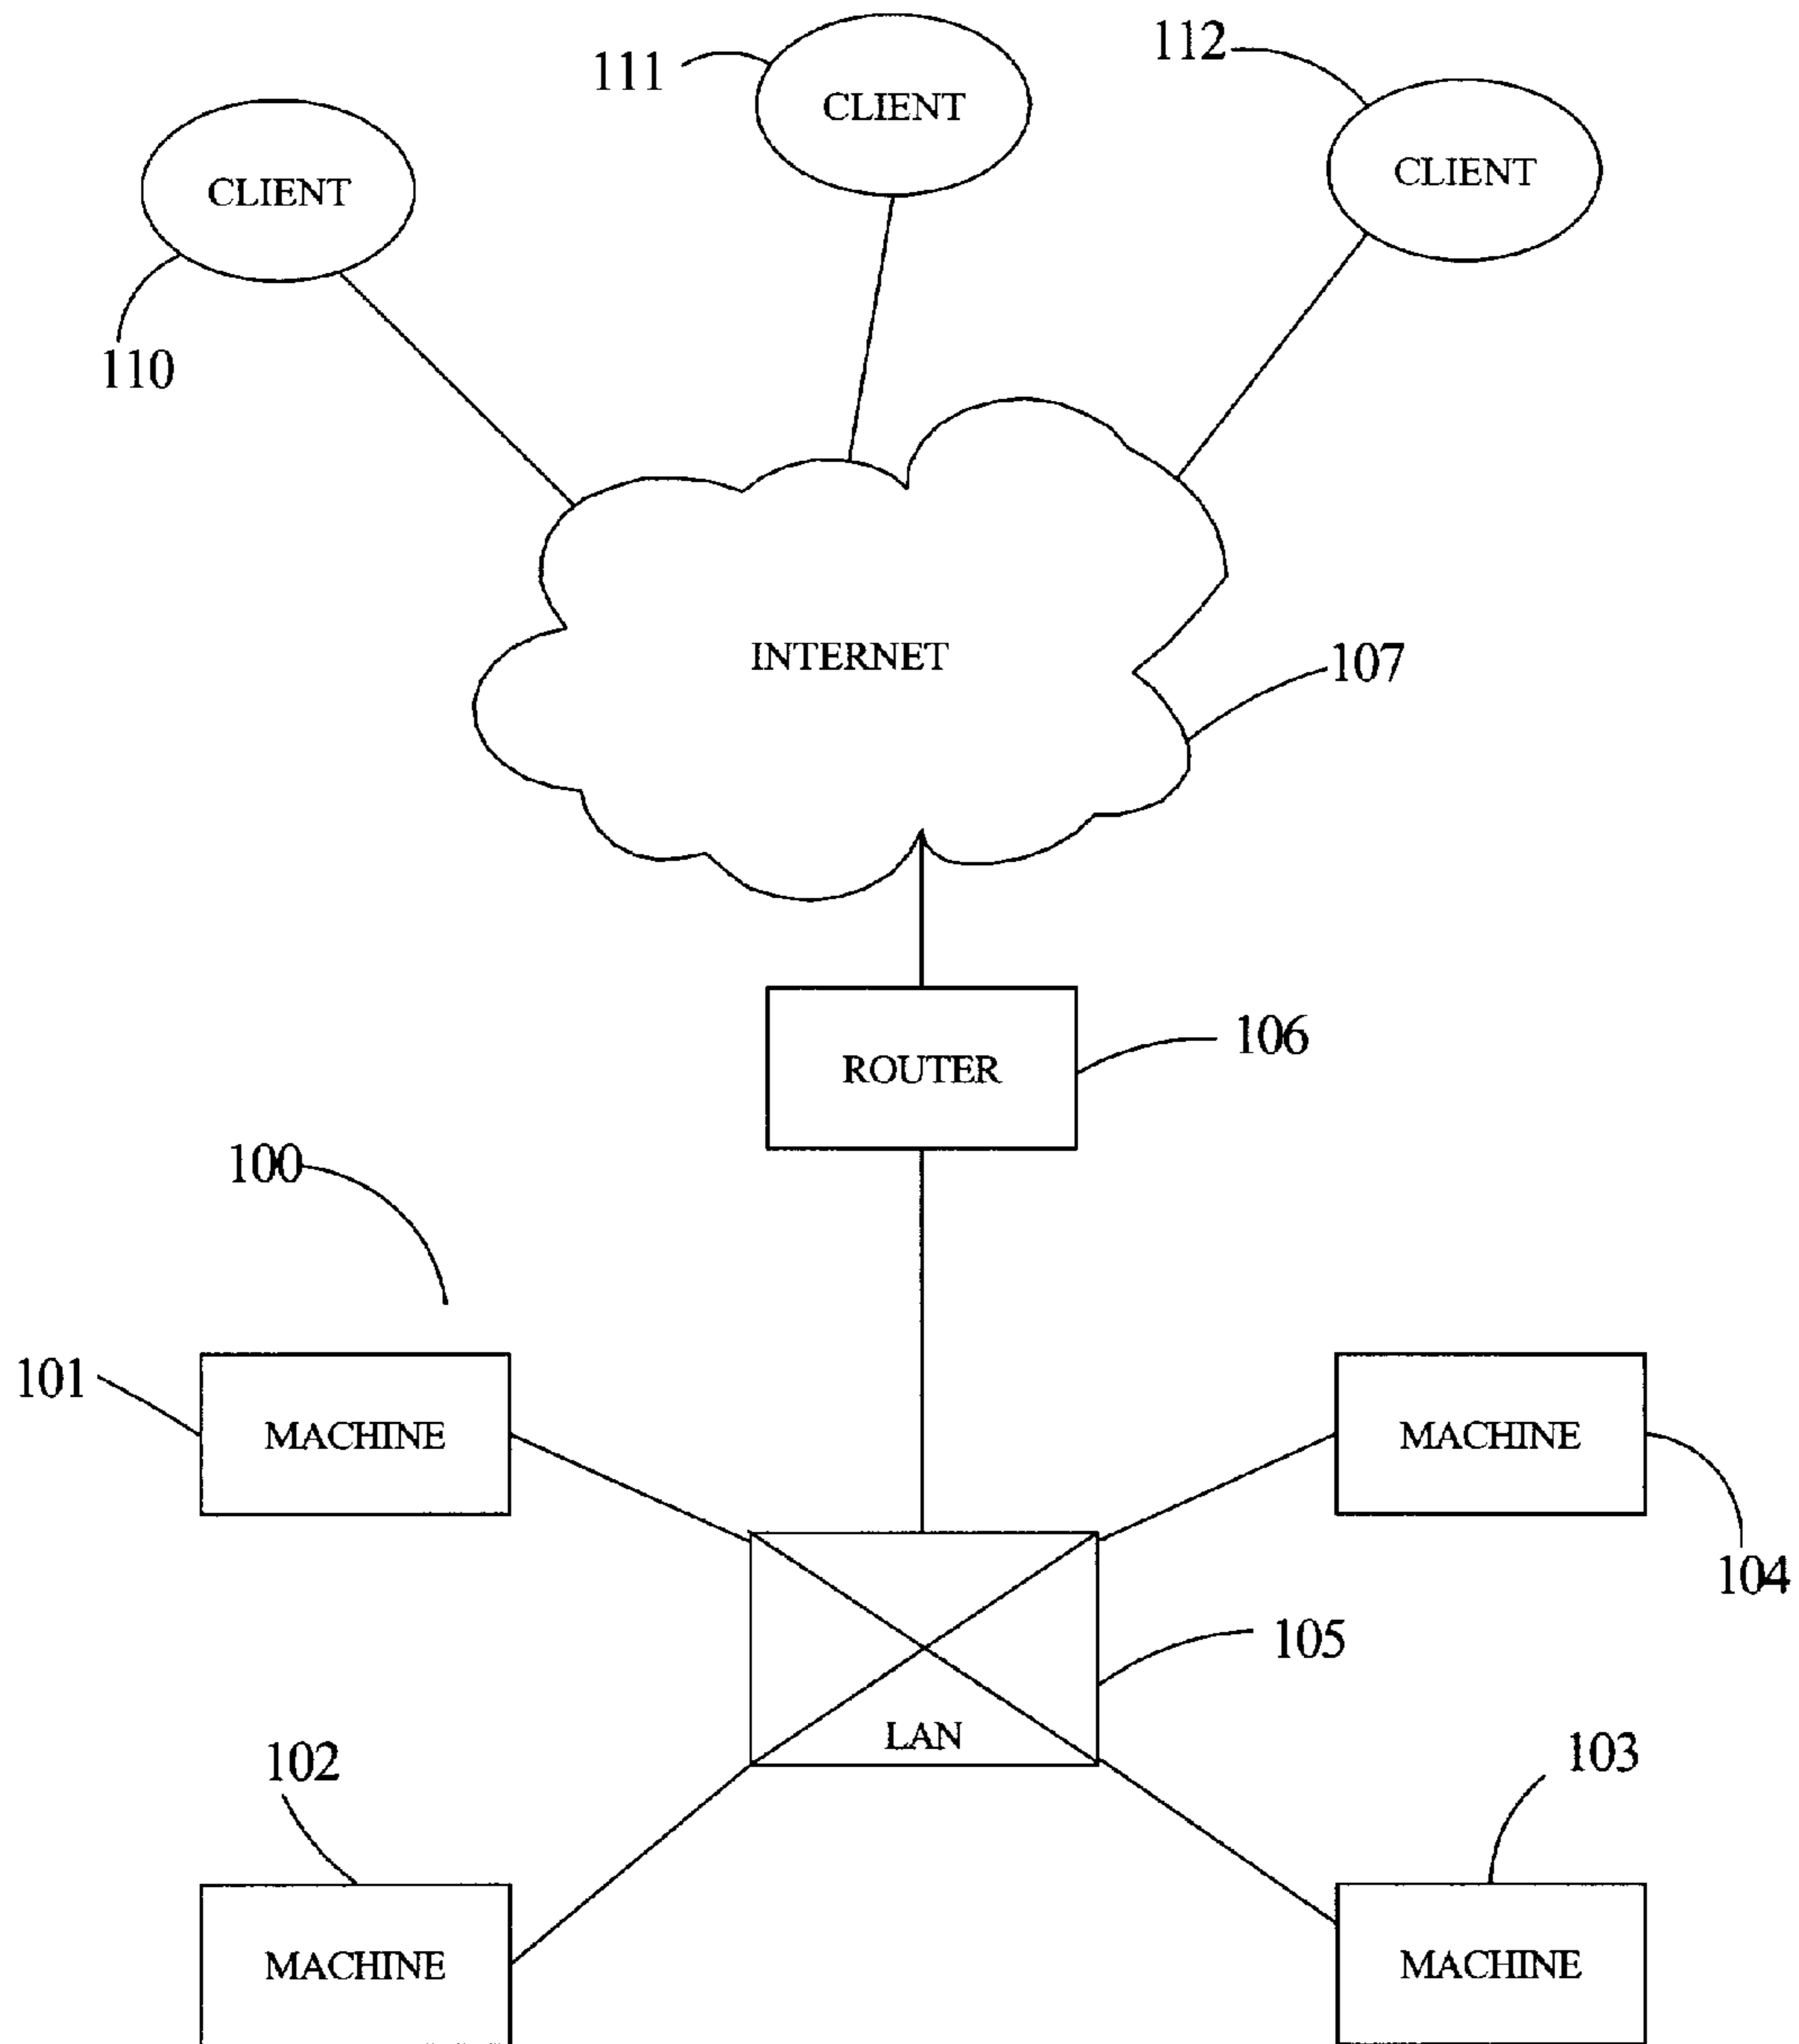 111
CLIENT
112
CLIENT
CLIENT
110
INTERNET
107
ROUTER
106
100
101
MACHINE
MACHINE
104
105
LAN
102
103
MACHINE
MACHINE